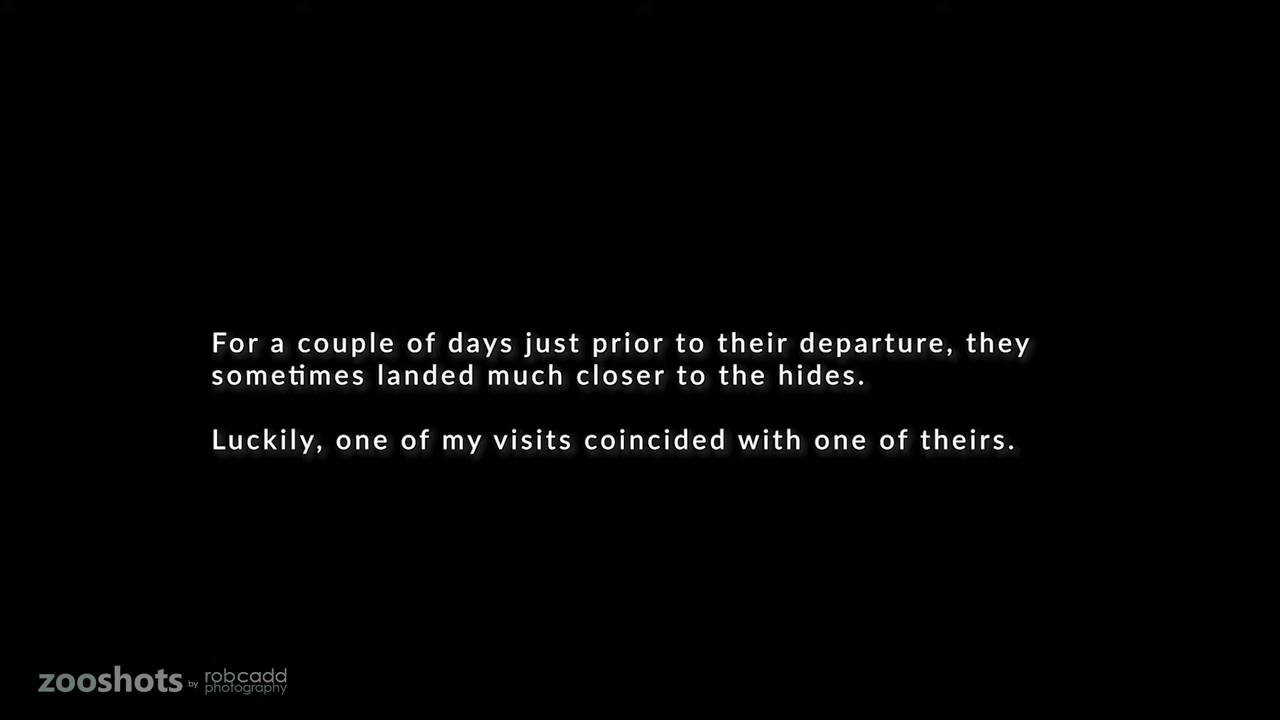 For a couple of days just prior to their departure, they
sometimes landed much closer to the hides.
Luckily, one of my visits coincided with one of theirs.
zooshots by robcadd
photography